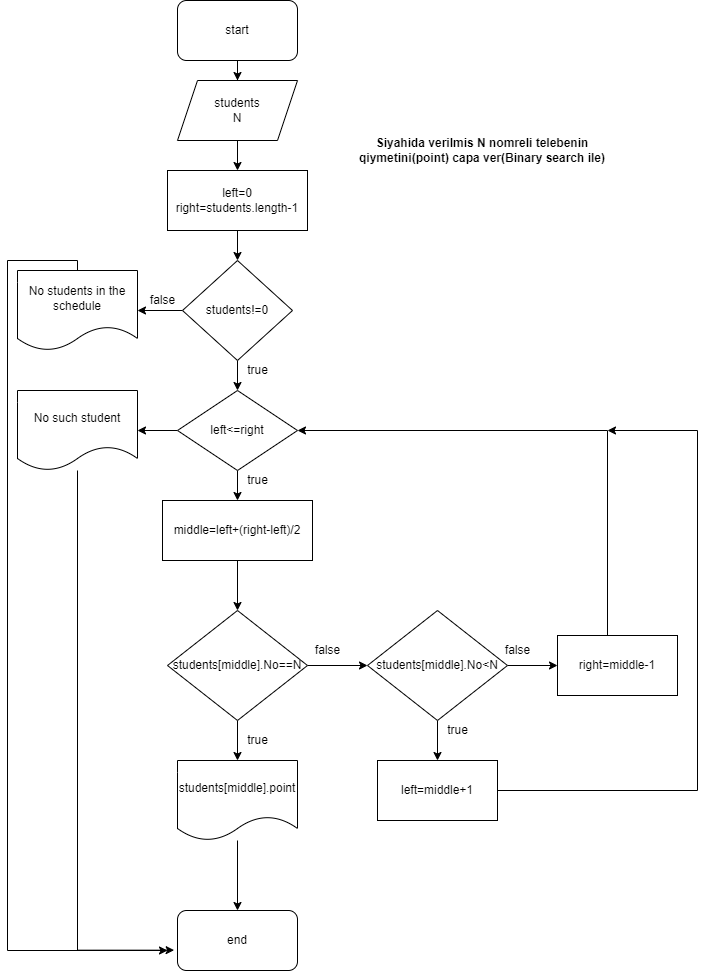 start
students
N
Siyahida verilmis N nomreli telebenin
qiymetini(point) capa ver(Binary search ile)
left=0
right=students.length-1
No students in the
schedule
false
students!=0
true
No such student
left<=right
true
middle=left+(right-left)/2
students[middle].No==N
false
students[middle].No<N
false
right=middle-1
true
true
students[middle].point
left=middle+1
end